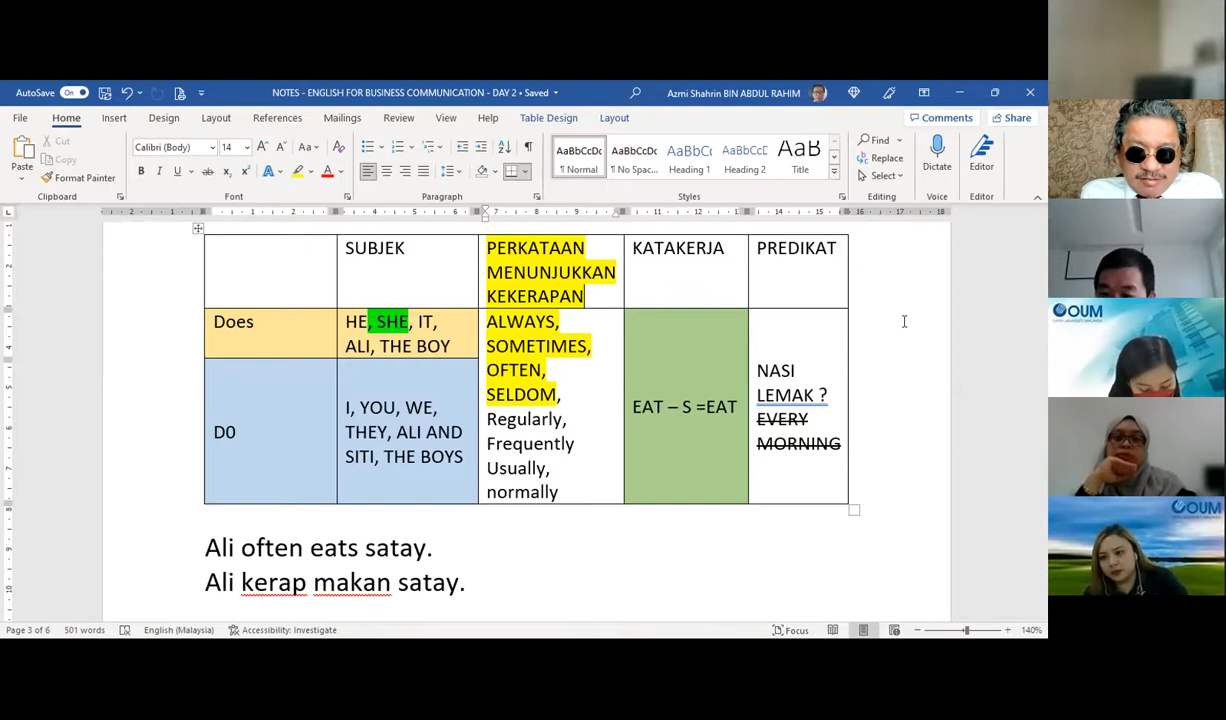 AutoSave
On
NOTES - ENGLISH FOR BUSINESS COMMUNICATION - DAY 2 • Saved
Azmi Shahrin BIN ABDUL RAHIM
File
Home
Insert
Design
Layout
References
Mailings
Review
View
Help
Table Design
Layout
Comments
Share
Paste
Cut
Copy
Format Painter
Clipboard
Calibri (Body)
14
Font
Paragraph
AaBbCcDc
¶ Normal
AaBbCcDc
¶ No Spac...
AaBbCc
Heading 1
AaBbCcD
Heading 2
AaB
Title
Styles
Find
Replace
Select
Editing
Dictate
Voice
Editor
Editor
SUBJEK
PERKATAAN
MENUNJUKKAN
KEKERAPAN
KATAKERJA
PREDIKAT
Does
HE, SHE, IT,
ALI, THE BOY
ALWAYS,
SOMETIMES,
OFTEN,
SELDOM,
Regularly,
Frequently
Usually,
normally
EAT – S =EAT
NASI
LEMAK ?
EVERY
MORNING
D0
I, YOU, WE,
THEY, ALI AND
SITI, THE BOYS
Ali often eats satay.
Ali kerap makan satay.
Page 3 of 6
501 words
English (Malaysia)
Accessibility: Investigate
Focus
140%
OUM
OUM